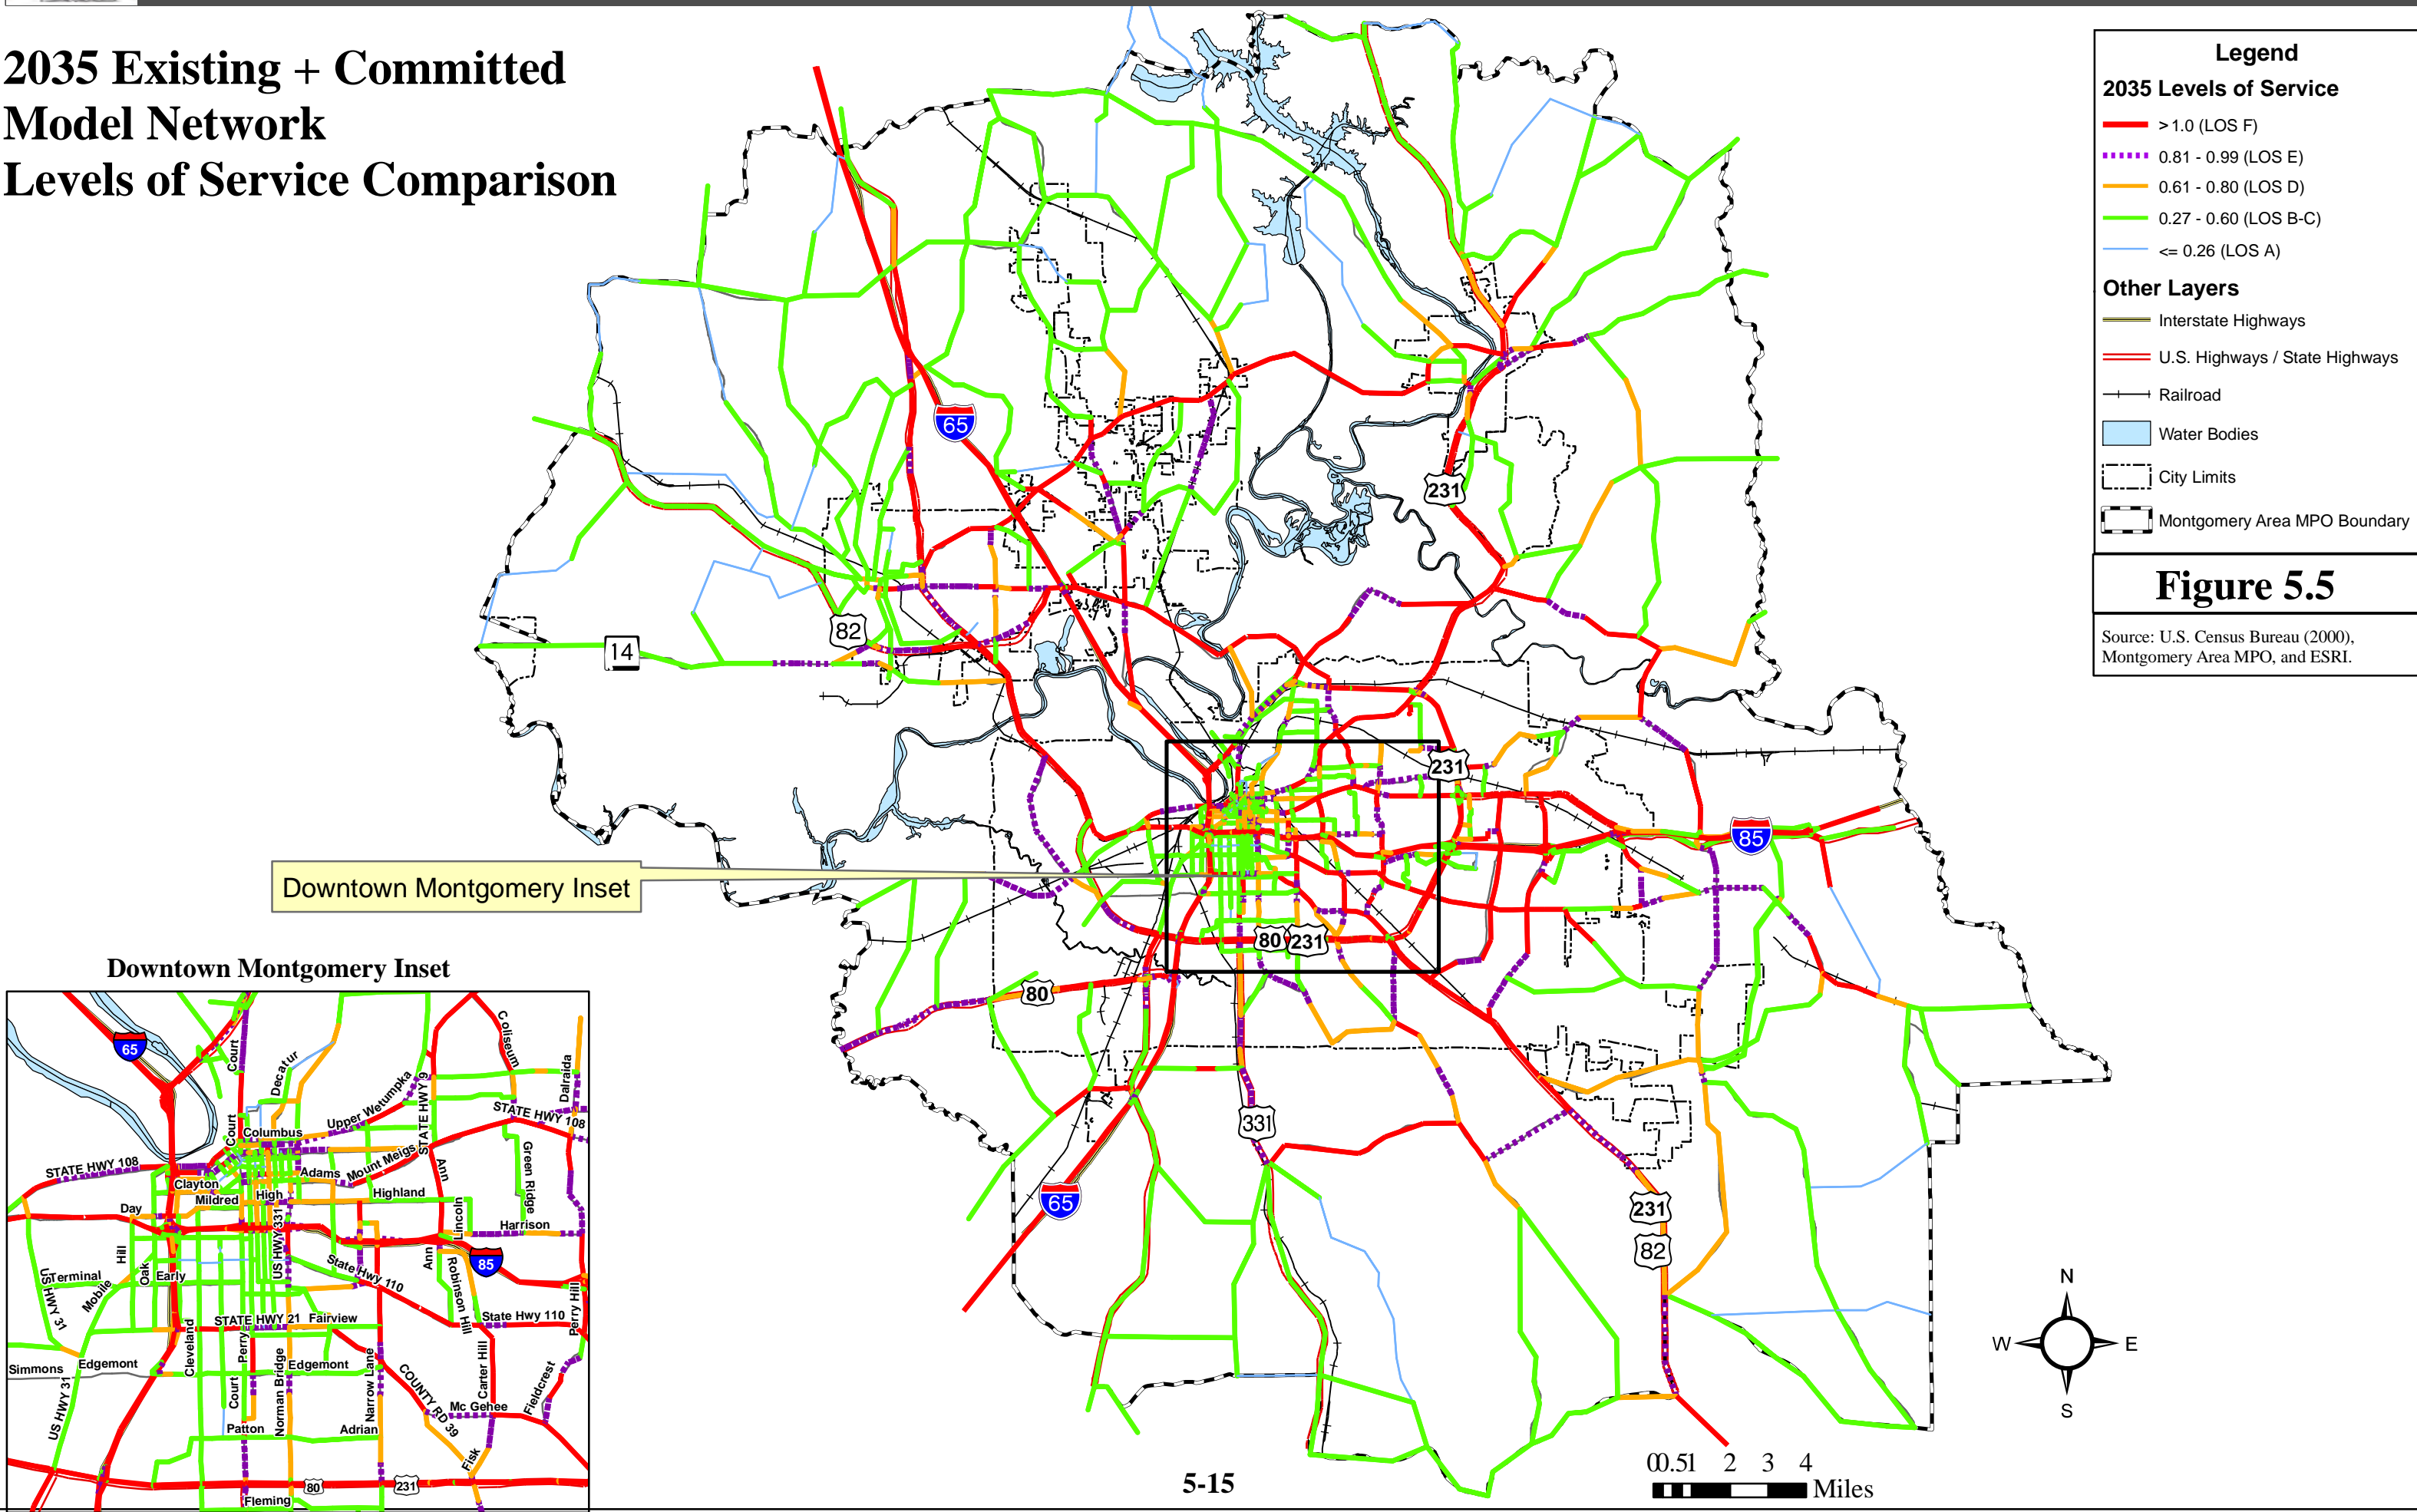 2035 Existing + Committed
Model Network
Levels of Service Comparison
Legend
2035 Levels of Service
> 1.0 (LOS F)
0.81 - 0.99 (LOS E)
0.61 - 0.80 (LOS D)
0.27 - 0.60 (LOS B-C)
<= 0.26 (LOS A)
Other Layers
Interstate Highways
U.S. Highways / State Highways
Railroad
Water Bodies
City Limits
Montgomery Area MPO Boundary
Figure 5.5
Source: U.S. Census Bureau (2000),
Montgomery Area MPO, and ESRI.
65
231
82
14
231
85
Downtown Montgomery Inset
80
231
80
331
65
231
82
N
W
E
S
00.51 2 3 4
Miles
5-15
Downtown Montgomery Inset
65
Court
Decatur
Coliseum
Dalraida
Upper Wetumpka
STATE HWY 9
STATE HWY 108
Court
Columbus
STATE HWY 108
Adams
Mount Meigs
Ann
Green Ridge
Clayton
Mildred
High
Highland
Day
Lincoln
Harrison
Hill
US HWY 331
Ann
85
Terminal
Oak
Early
State Hwy 110
Robinson Hill
US HWY 31
Mobile
STATE HWY 21
Fairview
State Hwy 110
Perry Hill
Cleveland
Perry
Simmons
Edgemont
Edgemont
Norman Bridge
Narrow Lane
COUNTY RD 39
Carter Hill
Fieldcrest
US HWY 31
Court
Mc Gehee
Patton
Adrian
Fisk
80
231
Fleming